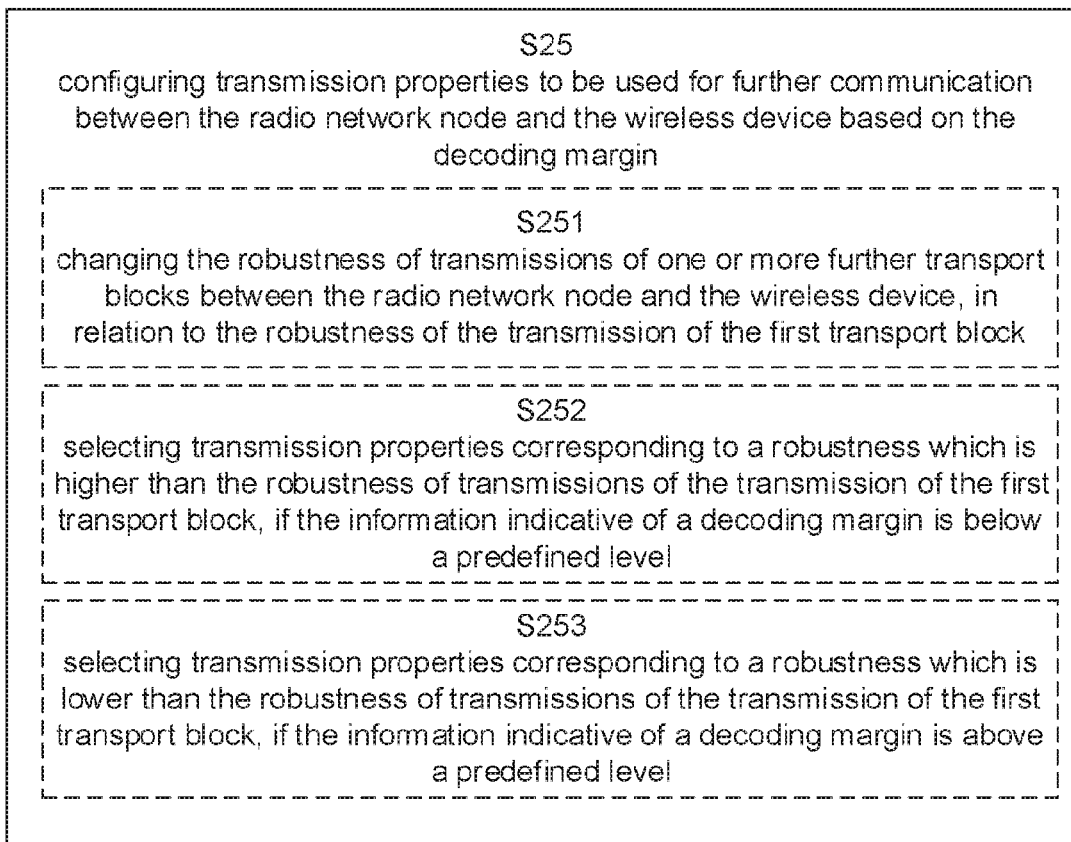 S25
configuring transmission properties to be used for further communication
between the radio network node and the wireless device based on the
decoding margin
S251
changing the robustness of transmissions of one or more further transport
blocks between the radio network node and the wireless device, in
relation to the robustness of the transmission of the first transport block
S252
selecting transmission properties corresponding to a robustness which is
higher than the robustness of transmissions of the transmission of the first
transport block, if the information indicative of a decoding margin is below
a predefined level
S253
selecting transmission properties corresponding to a robustness which is
lower than the robustness of transmissions of the transmission of the first
transport block, if the information indicative of a decoding margin is above
a predefined level